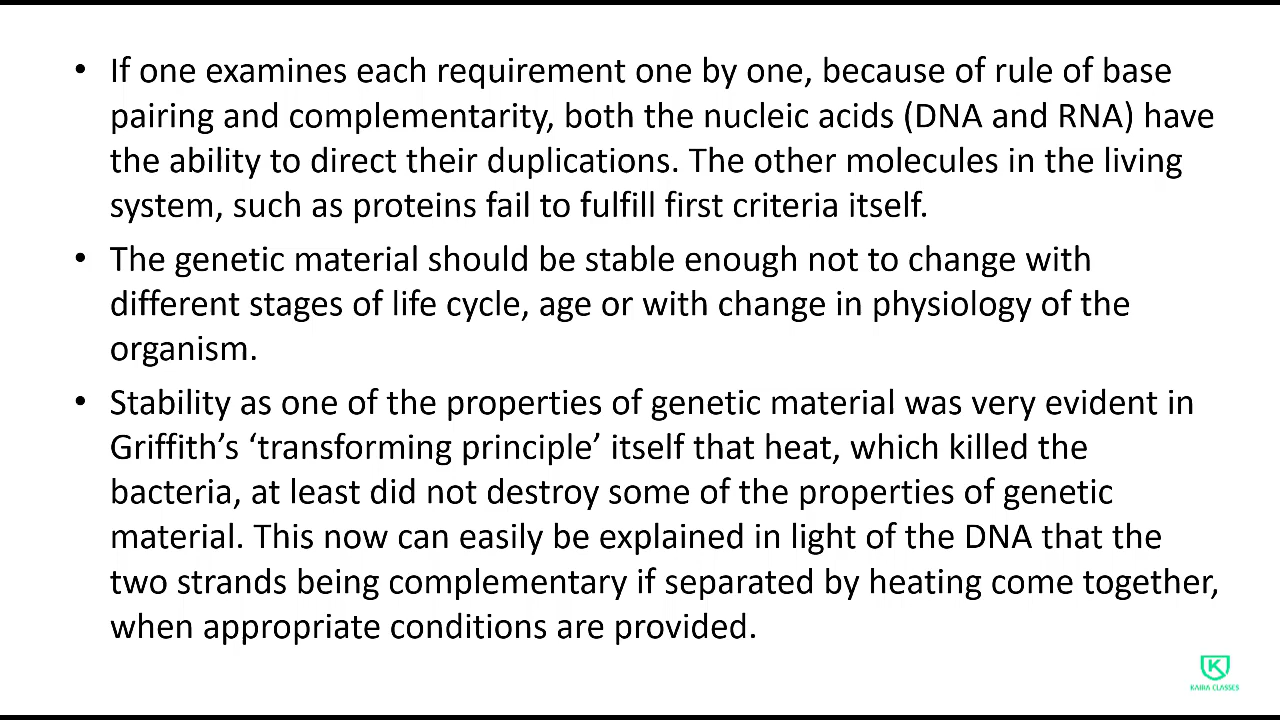 • If one examines each requirement one by one, because of rule of base
pairing and complementarity, both the nucleic acids (DNA and RNA) have
the ability to direct their duplications. The other molecules in the living
system, such as proteins fail to fulfill first criteria itself.
• The genetic material should be stable enough not to change with
different stages of life cycle, age or with change in physiology of the
organism.
• Stability as one of the properties of genetic material was very evident in
Griffith’s ‘transforming principle’ itself that heat, which killed the
bacteria, at least did not destroy some of the properties of genetic
material. This now can easily be explained in light of the DNA that the
two strands being complementary if separated by heating come together,
when appropriate conditions are provided.
CLASSES